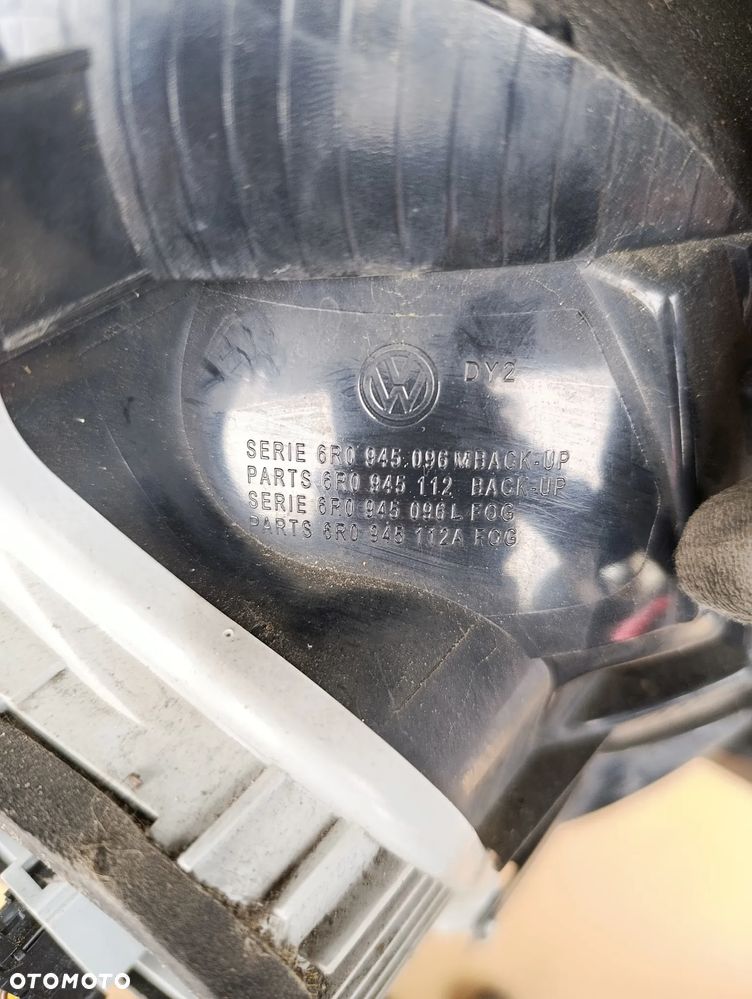 DY2
SERIE 6R0 945.096 M BACK-UP
PARTS 6R0 945 112 BACK-UP
SERIE 6R0 945 096 L FOG
PARTS 6R0 945 112A FOG
OTOMOTO